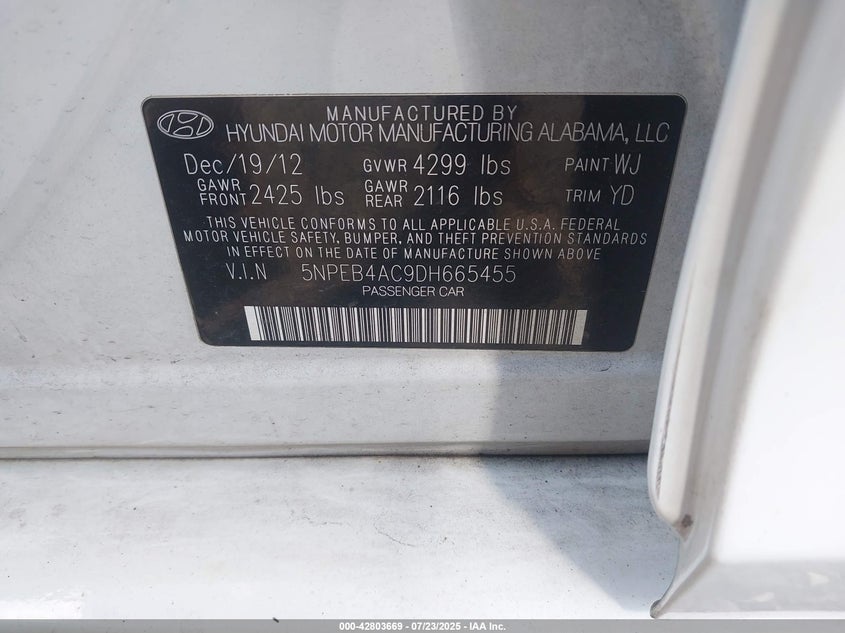 MANUFACTURED BY
HYUNDAI MOTOR MANUFACTURING ALABAMA, LLC
Dec/19/12 GVWR 4299 lbs PAINT WJ
GAWR FRONT 2425 lbs GAWR REAR 2116 lbs TRIM YD
THIS VEHICLE CONFORMS TO ALL APPLICABLE U.S.A. FEDERAL
MOTOR VEHICLE SAFETY, BUMPER, AND THEFT PREVENTION STANDARDS
IN EFFECT ON THE DATE OF MANUFACTURE SHOWN ABOVE
V.I.N 5NPEB4AC9DH665455
PASSENGER CAR
000-42803669 - 07/23/2025 - IAA Inc.